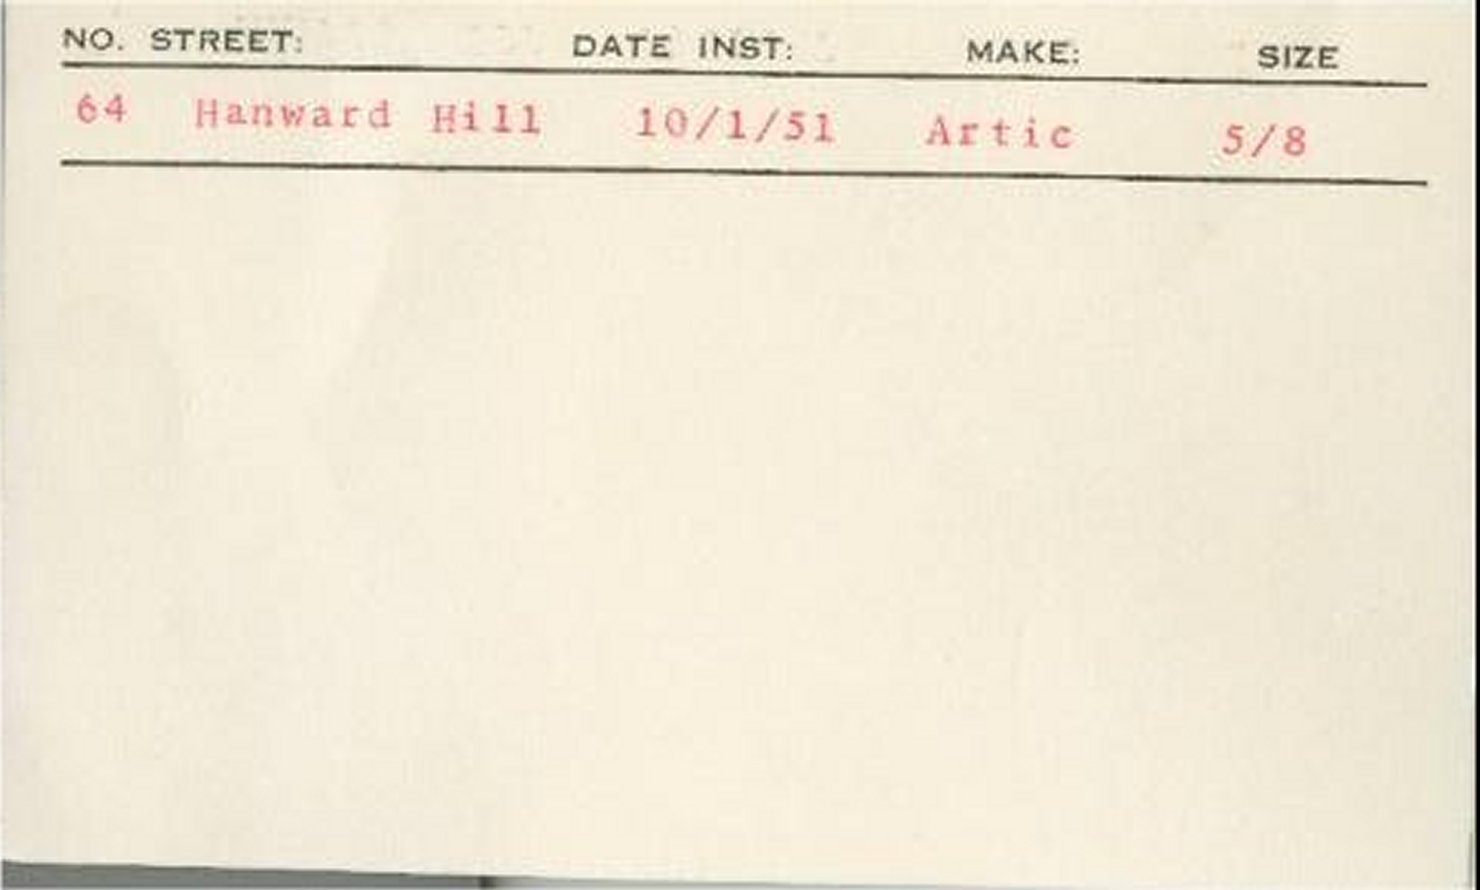 NO. STREET: DATE INST: MAKE: SIZE
64 Hanward Hill 10/1/51 Artic 5/8